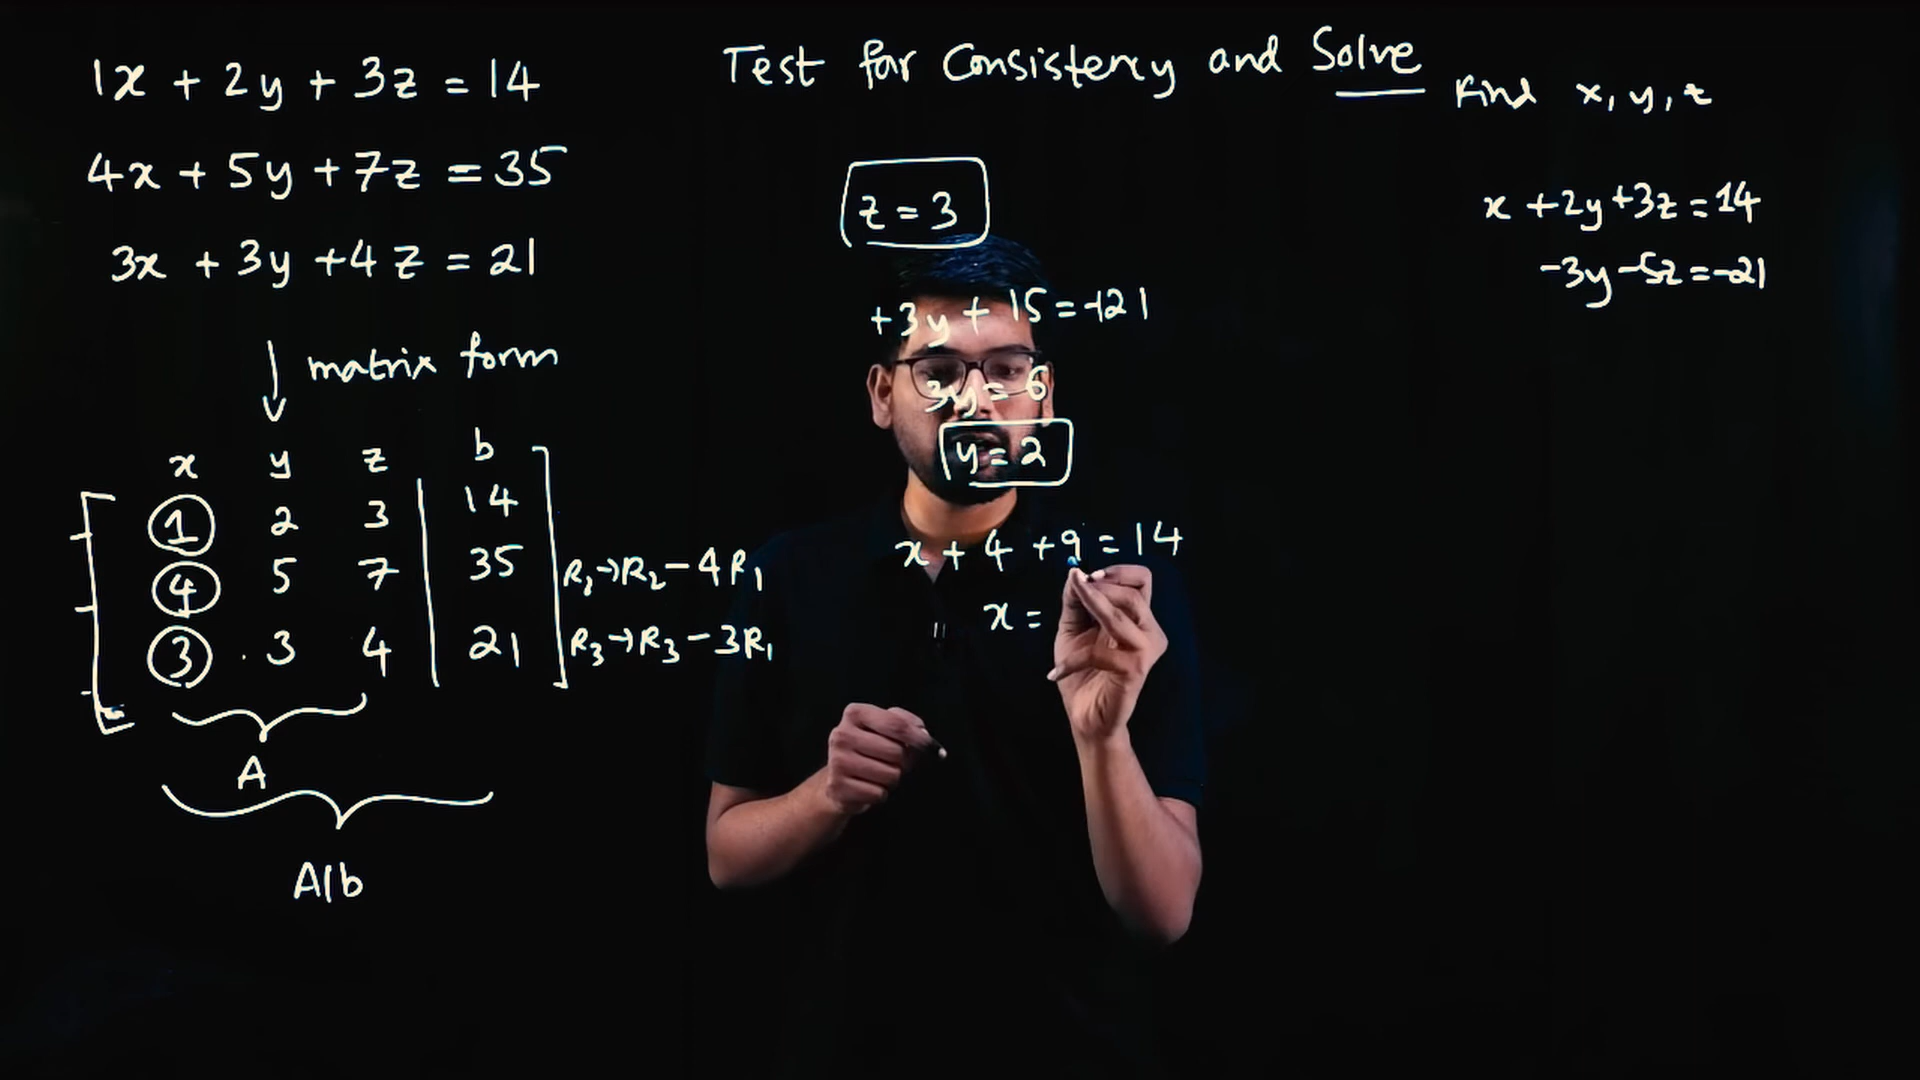 1x + 2y + 3z = 14
4x + 5y + 7z = 35
3x + 3y + 4z = 21
matrix form
x y z b
1 2 3 | 14
4 5 7 | 35 R2→R2-4R1
3 3 4 | 21 R3→R3-3R1
A
A|b
Test for Consistency and Solve
Find x, y, z
z = 3
+3y + 15 = +21
3y = 6
y = 2
x + 4 + 9 = 14
x =
x + 2y + 3z = 14
-3y - 5z = -21